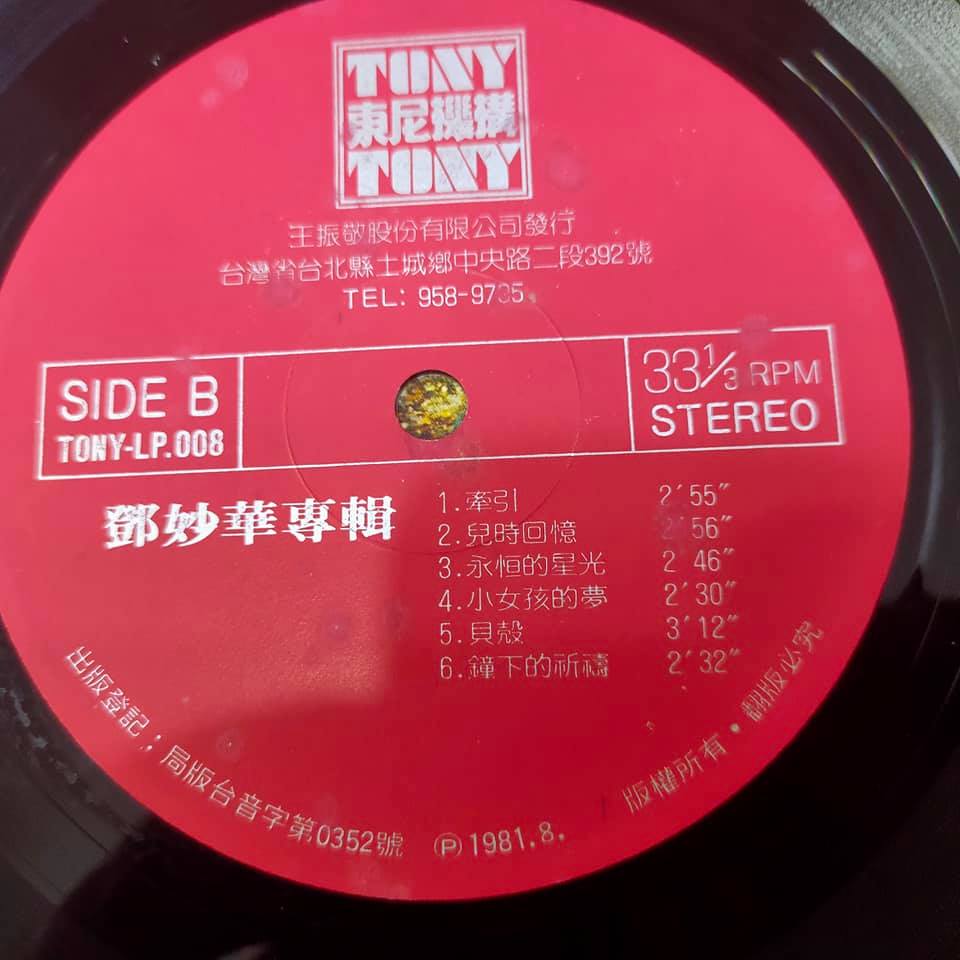 TONY
東尼機構
TONY
王振敬股份有限公司發行
台灣省台北縣土城鄉中央路二段392號
TEL: 958-9735
SIDE B
TONY-LP.008
33⅓ RPM
STEREO
鄧妙華專輯
1.牽引 2′55″
2.兒時回憶 2′56″
3.永恒的星光 2′46″
4.小女孩的夢 2′30″
5.貝殼 3′12″
6.鐘下的祈禱 2′32″
出版登記；局版台音字第0352號 Ⓟ1981.8. 版權所有・翻版必究